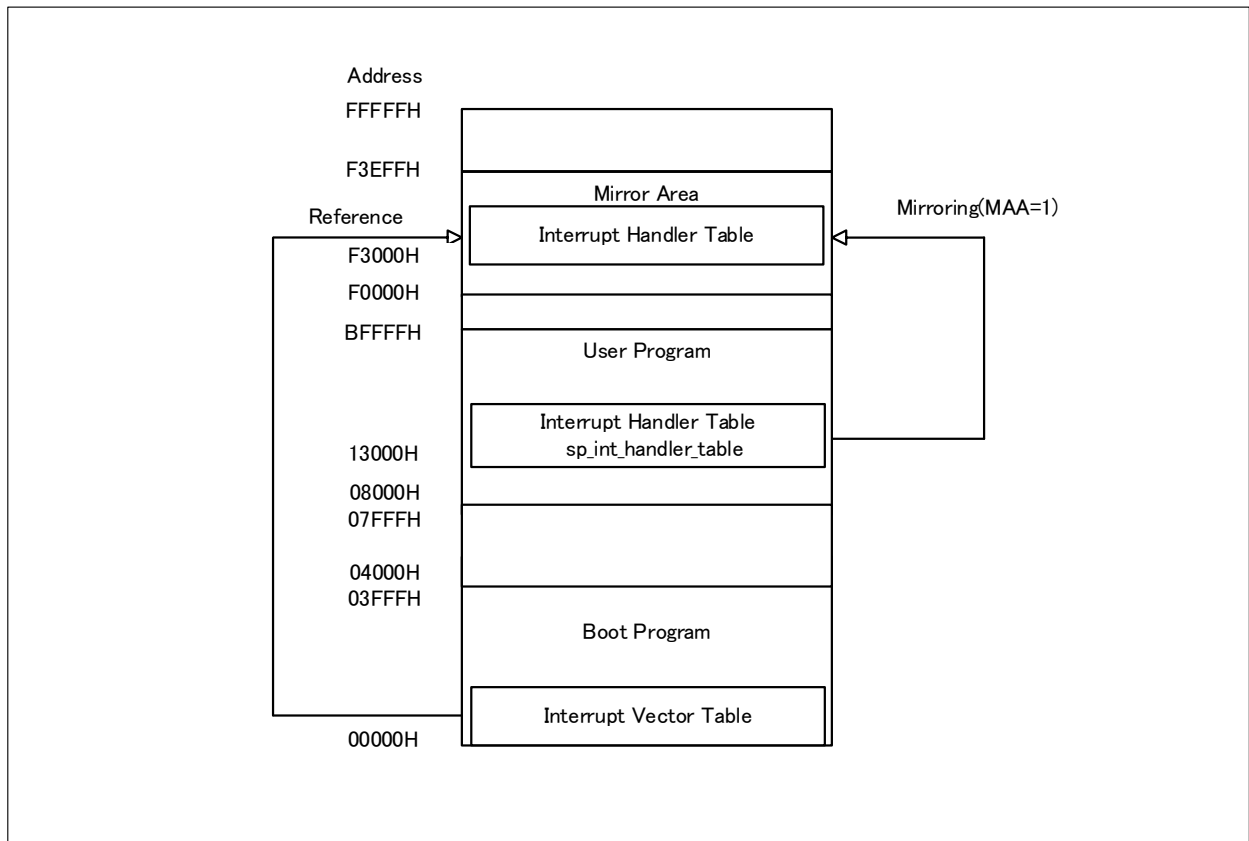 Address
FFFFFH
F3EFFH
Mirror Area
Mirroring(MAA=1)
Reference
Interrupt Handler Table
F3000H
F0000H
BFFFFH
User Program
Interrupt Handler Table
sp_int_handler_table
13000H
08000H
07FFFH
04000H
03FFFH
Boot Program
Interrupt Vector Table
00000H